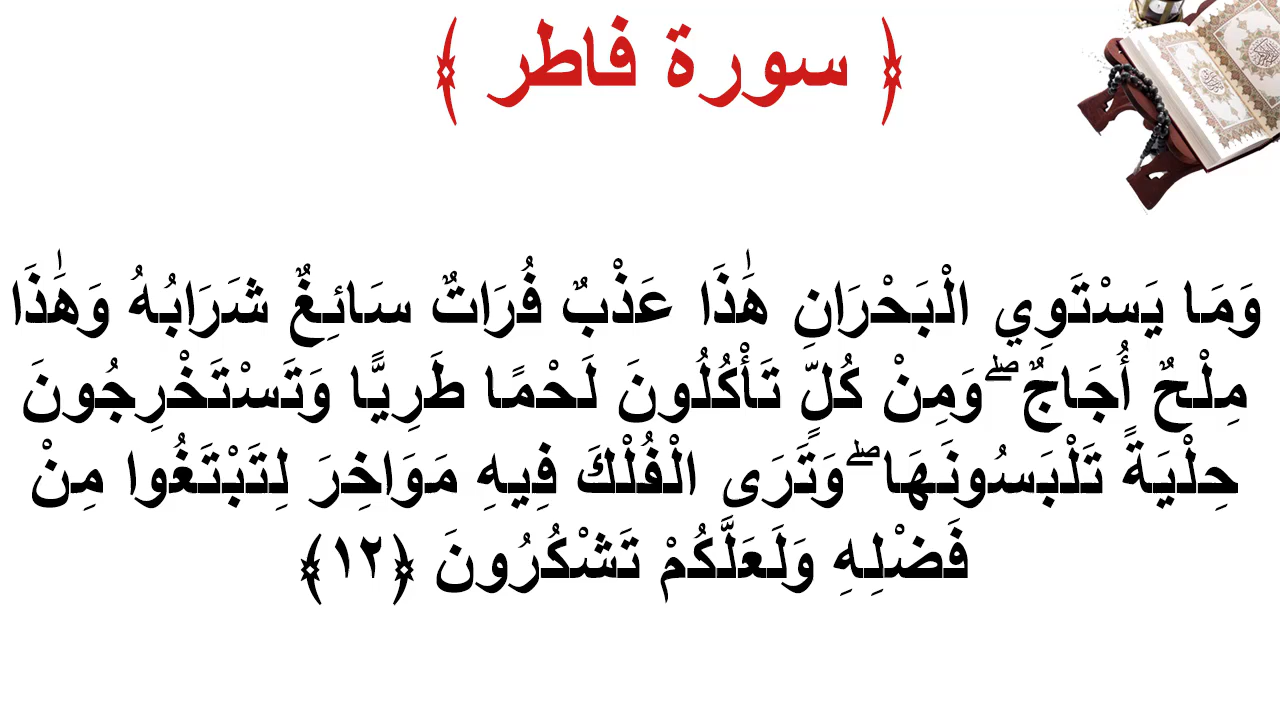 ﴿ سورة فاطر ﴾
وَمَا يَسْتَوِي الْبَحْرَانِ هَٰذَا عَذْبٌ فُرَاتٌ سَائِغٌ شَرَابُهُ وَهَٰذَا
مِلْحٌ أُجَاجٌ ۖ وَمِنْ كُلٍّ تَأْكُلُونَ لَحْمًا طَرِيًّا وَتَسْتَخْرِجُونَ
حِلْيَةً تَلْبَسُونَهَا ۖ وَتَرَى الْفُلْكَ فِيهِ مَوَاخِرَ لِتَبْتَغُوا مِنْ
فَضْلِهِ وَلَعَلَّكُمْ تَشْكُرُونَ ﴿١٢﴾